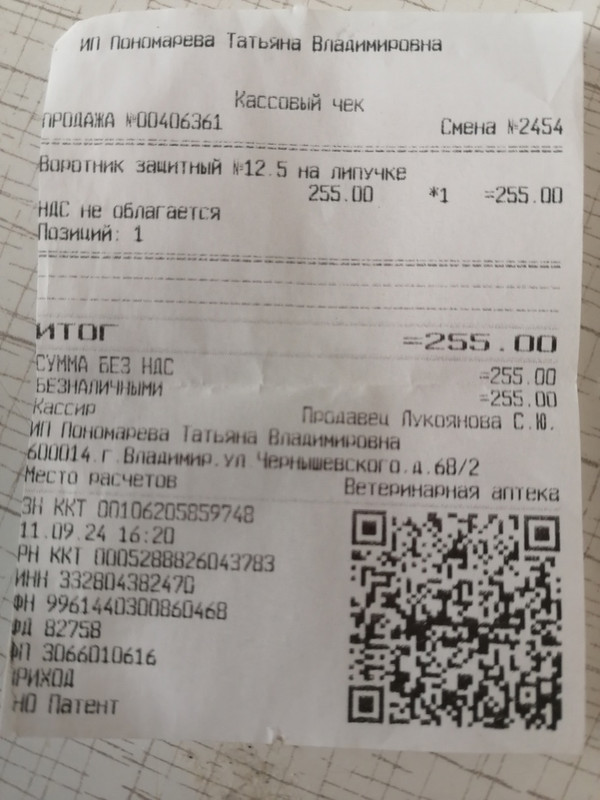 ИП Пономарева Татьяна Владимировна
Кассовый чек
ПРОДАЖА №00406361 Смена №2454
Воротник защитный №12.5 на липучке
255.00 *1 =255.00
НДС не облагается
Позиций: 1
ИТОГ =255.00
СУММА БЕЗ НДС =255.00
БЕЗНАЛИЧНЫМИ =255.00
Кассир Продавец Лукоянова С.Ю.
ИП Пономарева Татьяна Владимировна
600014.г.Владимир.ул.Чернышевского.д.68/2
Место расчетов Ветеринарная аптека
ЗН ККТ 00106205859748
11.09.24 16:20
РН ККТ 0005288826043783
ИНН 332804382470
ФН 9961440300860468
ФД 82758
ФП 3066010616
ПРИХОД
СНО Патент